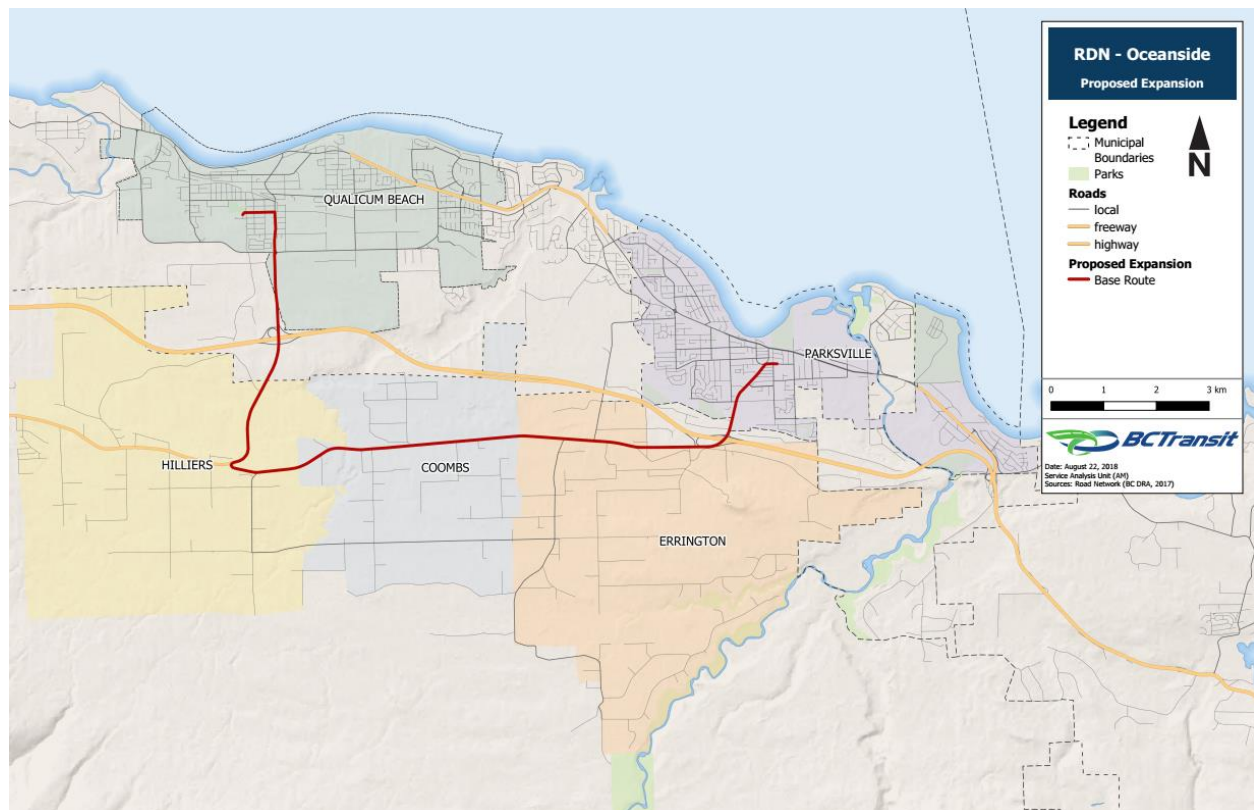 RDN - Oceanside
Proposed Expansion
Legend
Municipal
Boundaries
Parks
N
Roads
local
freeway
highway
Proposed Expansion
Base Route
0 1 2 3 km
BCTransit
Date: August 22, 2018
Service Analysis Unit (AM)
Sources: Road Network (BC DRA, 2017)
QUALICUM BEACH
PARKSVILLE
HILLIERS
COOMBS
ERRINGTON